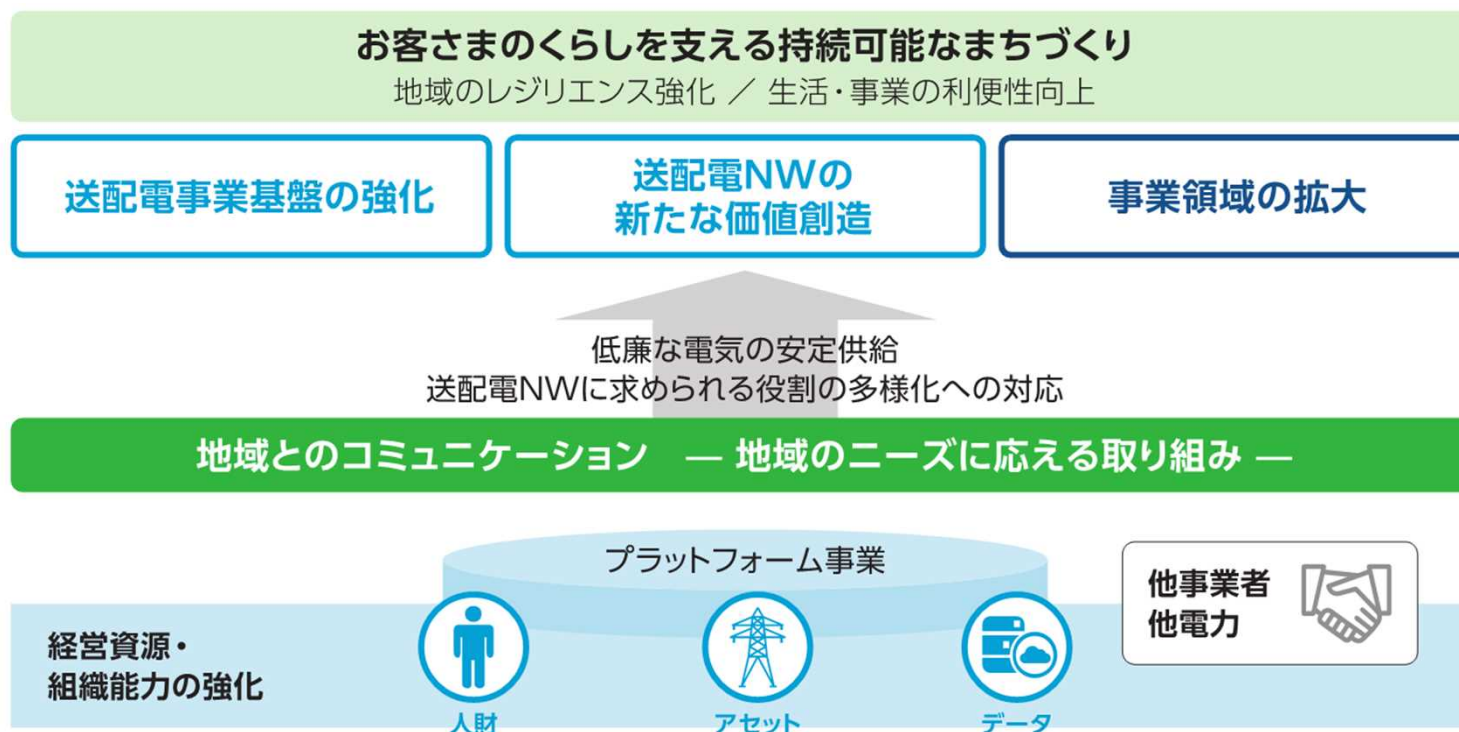 お客さまのくらしを支える持続可能なまちづくり
地域のレジリエンス強化 ／ 生活・事業の利便性向上
送配電事業基盤の強化
送配電NWの
新たな価値創造
事業領域の拡大
低廉な電気の安定供給
送配電NWに求められる役割の多様化への対応
地域とのコミュニケーション ― 地域のニーズに応える取り組み ―
プラットフォーム事業
他事業者
他電力
経営資源・
組織能力の強化
人財
アセット
データ